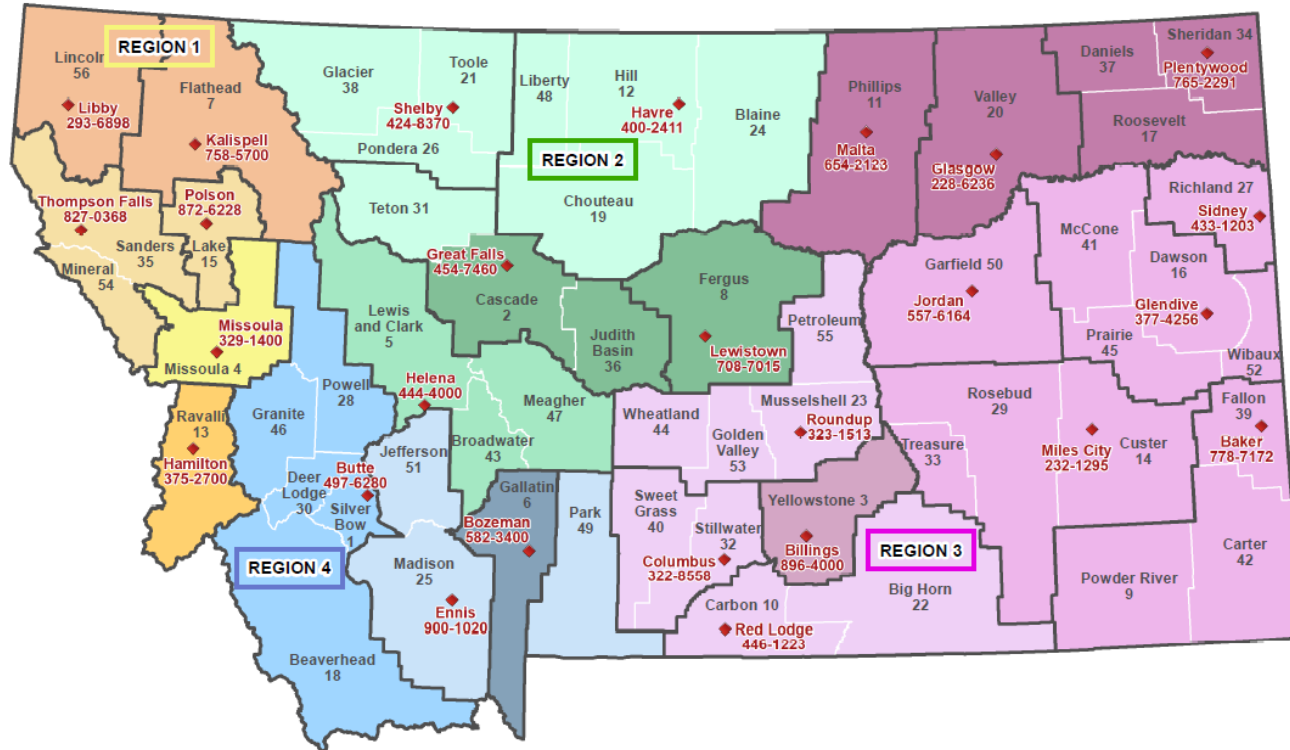 REGION 1
Lincoln
56
Libby
293-6898
Flathead
7
Kalispell
758-5700
Thompson Falls
827-0368
Polson
872-6228
Sanders
35
Lake
15
Mineral
54
Missoula
329-1400
Missoula 4
Ravalli
13
Hamilton
375-2700
Glacier
38
Toole
21
Shelby
424-8370
Pondera 26
Liberty
48
Hill
12
Havre
400-2411
Blaine
24
REGION 2
Chouteau
19
Teton 31
Great Falls
454-7460
Cascade
2
Judith
Basin
36
Fergus
8
Lewistown
708-7015
Lewis
and Clark
5
Helena
444-4000
Meagher
47
Broadwater
43
Phillips
11
Malta
654-2123
Valley
20
Glasgow
228-6236
Daniels
37
Sheridan 34
Plentywood
765-2291
Roosevelt
17
Richland 27
Sidney
433-1203
McCone
41
Dawson
16
Glendive
377-4256
Prairie
45
Wibaux
52
Garfield 50
Jordan
557-6164
Petroleum
55
Musselshell 23
Roundup
323-1513
Wheatland
44
Golden
Valley
53
Treasure
33
Rosebud
29
Miles City
232-1295
Custer
14
Fallon
39
Baker
778-7172
Powell
28
Granite
46
Deer
Lodge
30
Butte
497-6280
Silver
Bow
1
Jefferson
51
Gallatin
6
Bozeman
582-3400
Park
49
Sweet
Grass
40
Stillwater
32
Columbus
322-8558
Yellowstone 3
Billings
896-4000
REGION 3
Big Horn
22
Carbon 10
Red Lodge
446-1223
Powder River
9
Carter
42
REGION 4
Madison
25
Ennis
900-1020
Beaverhead
18